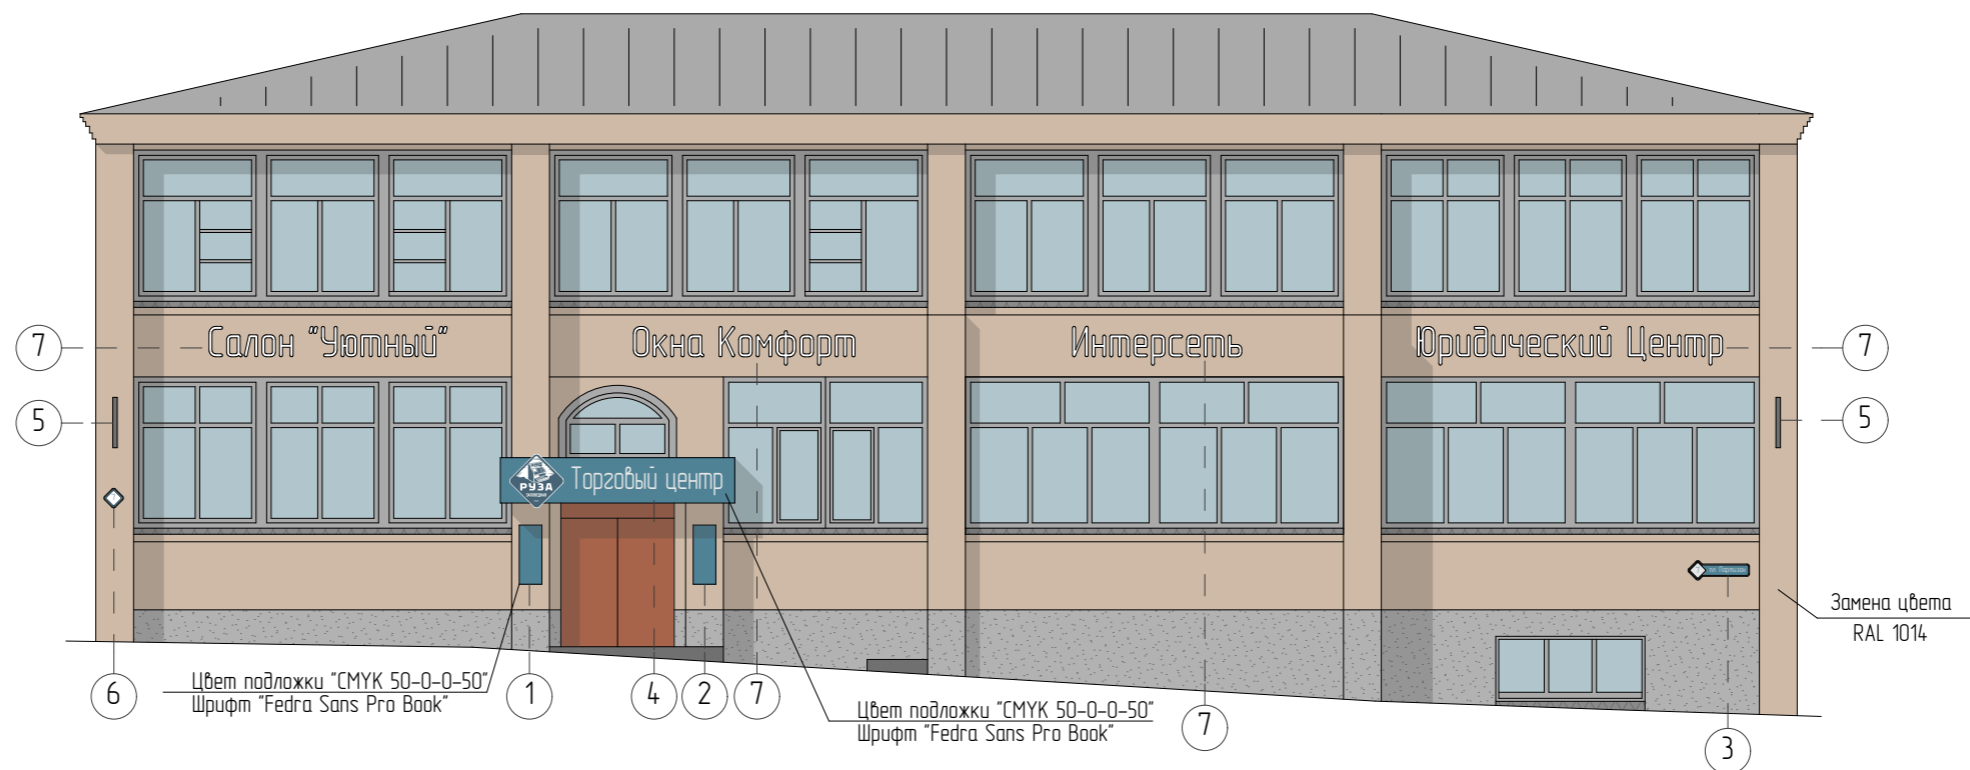 7
Салон "Уютный"
Окна Комфорт
Интерсеть
Юридический Центр
7
5
5
РУЗА
Торговый центр
Замена цвета
RAL 1014
Цвет подложки "CMYK 50-0-0-50"
Шрифт "Fedra Sans Pro Book"
6
1
4
2
7
Цвет подложки "CMYK 50-0-0-50"
Шрифт "Fedra Sans Pro Book"
7
3